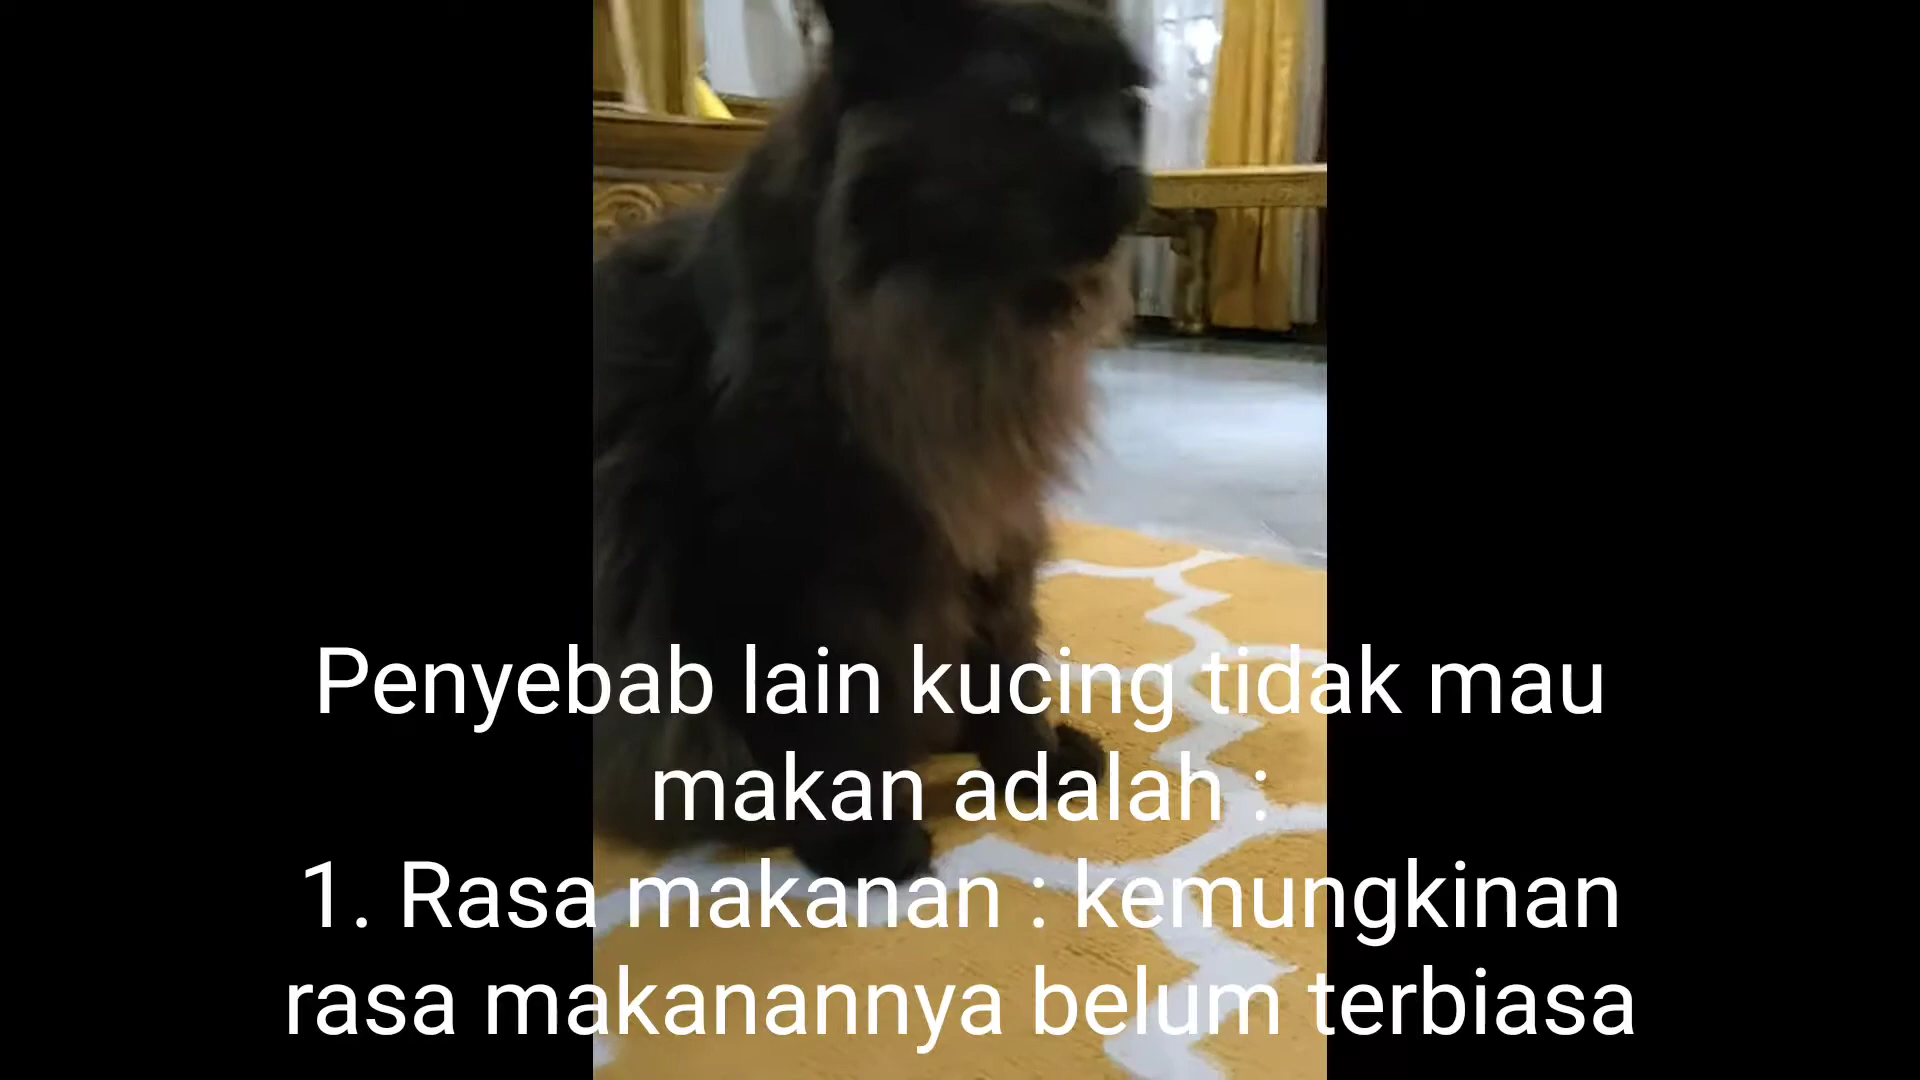 Penyebab lain kucing tidak mau
makan adalah :
1. Rasa makanan : kemungkinan
rasa makanannya belum terbiasa